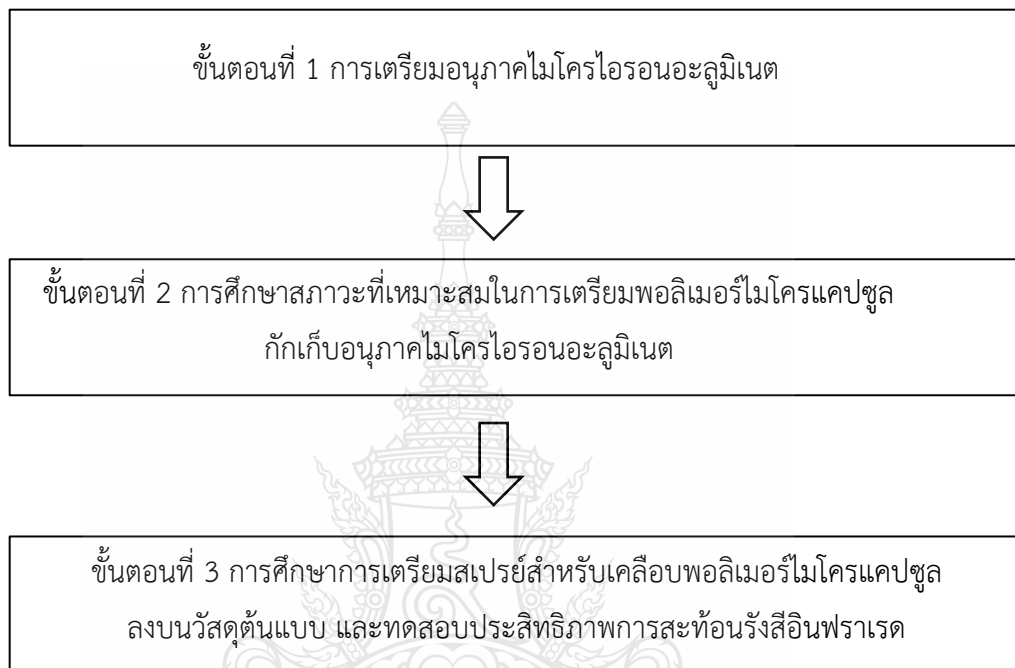 ขั้นตอนที่ 1 การเตรียมอนุภาคไมโครไอรอนอะลูมิเนต
ขั้นตอนที่ 2 การศึกษาสภาวะที่เหมาะสมในการเตรียมพอลิเมอร์ไมโครแคปซูล
กักเก็บอนุภาคไมโครไอรอนอะลูมิเนต
ขั้นตอนที่ 3 การศึกษาการเตรียมสเปรย์สำหรับเคลือบพอลิเมอร์ไมโครแคปซูล
ลงบนวัสดุต้นแบบ และทดสอบประสิทธิภาพการสะท้อนรังสีอินฟราเรด